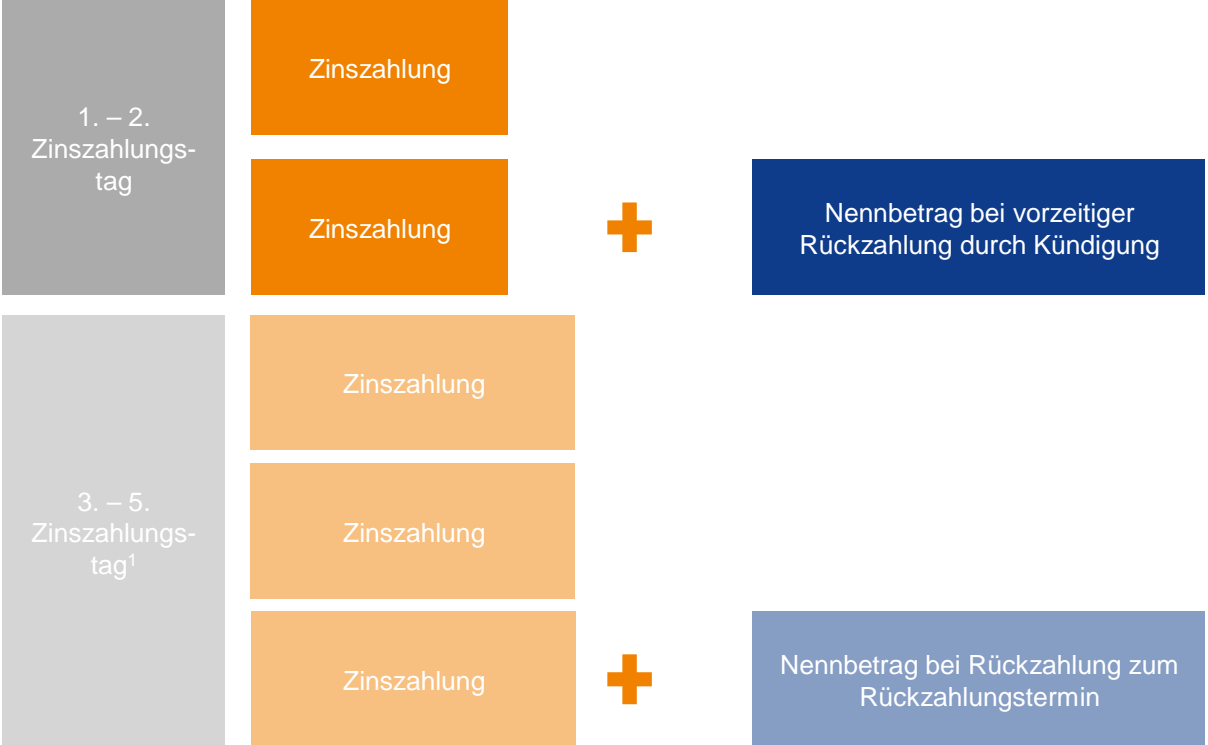 1. – 2.
Zinszahlungs-
tag
Zinszahlung
Zinszahlung
Nennbetrag bei vorzeitiger
Rückzahlung durch Kündigung
3. – 5.
Zinszahlungs-
tag¹
Zinszahlung
Zinszahlung
Zinszahlung
Nennbetrag bei Rückzahlung zum
Rückzahlungstermin